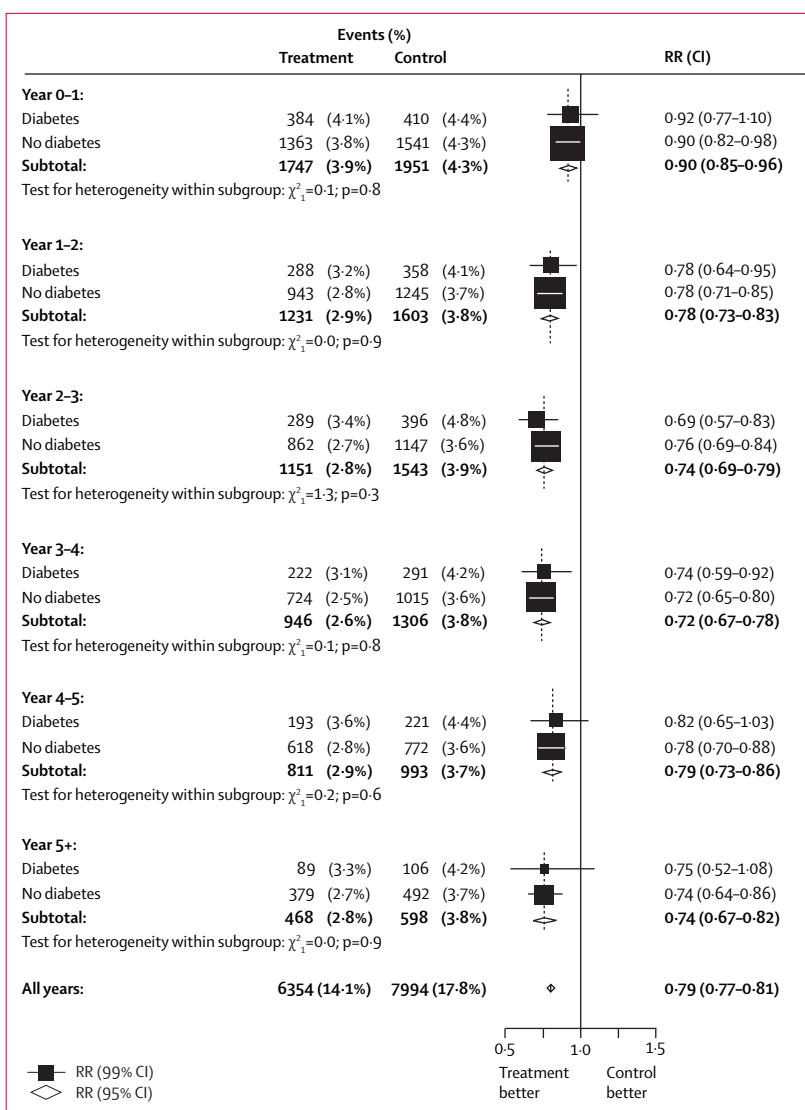 Events (%)
Treatment Control RR (CI)
Year 0–1:
Diabetes 384 (4·1%) 410 (4·4%) 0·92 (0·77–1·10)
No diabetes 1363 (3·8%) 1541 (4·3%) 0·90 (0·82–0·98)
Subtotal: 1747 (3·9%) 1951 (4·3%) 0·90 (0·85–0·96)
Test for heterogeneity within subgroup: χ²₁=0·1; p=0·8
Year 1–2:
Diabetes 288 (3·2%) 358 (4·1%) 0·78 (0·64–0·95)
No diabetes 943 (2·8%) 1245 (3·7%) 0·78 (0·71–0·85)
Subtotal: 1231 (2·9%) 1603 (3·8%) 0·78 (0·73–0·83)
Test for heterogeneity within subgroup: χ²₁=0·0; p=0·9
Year 2–3:
Diabetes 289 (3·4%) 396 (4·8%) 0·69 (0·57–0·83)
No diabetes 862 (2·7%) 1147 (3·6%) 0·76 (0·69–0·84)
Subtotal: 1151 (2·8%) 1543 (3·9%) 0·74 (0·69–0·79)
Test for heterogeneity within subgroup: χ²₁=1·3; p=0·3
Year 3–4:
Diabetes 222 (3·1%) 291 (4·2%) 0·74 (0·59–0·92)
No diabetes 724 (2·5%) 1015 (3·6%) 0·72 (0·65–0·80)
Subtotal: 946 (2·6%) 1306 (3·8%) 0·72 (0·67–0·78)
Test for heterogeneity within subgroup: χ²₁=0·1; p=0·8
Year 4–5:
Diabetes 193 (3·6%) 221 (4·4%) 0·82 (0·65–1·03)
No diabetes 618 (2·8%) 772 (3·6%) 0·78 (0·70–0·88)
Subtotal: 811 (2·9%) 993 (3·7%) 0·79 (0·73–0·86)
Test for heterogeneity within subgroup: χ²₁=0·2; p=0·6
Year 5+:
Diabetes 89 (3·3%) 106 (4·2%) 0·75 (0·52–1·08)
No diabetes 379 (2·7%) 492 (3·7%) 0·74 (0·64–0·86)
Subtotal: 468 (2·8%) 598 (3·8%) 0·74 (0·67–0·82)
Test for heterogeneity within subgroup: χ²₁=0·0; p=0·9
All years: 6354 (14·1%) 7994 (17·8%) 0·79 (0·77–0·81)
0·5 1·0 1·5
RR (99% CI) Treatment Control
RR (95% CI) better better